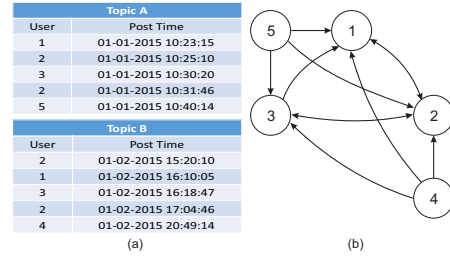 Topic A
User Post Time
1 01-01-2015 10:23:15
2 01-01-2015 10:25:10
3 01-01-2015 10:30:20
2 01-01-2015 10:31:46
5 01-01-2015 10:40:14
Topic B
User Post Time
2 01-02-2015 15:20:10
1 01-02-2015 16:10:05
3 01-02-2015 16:18:47
2 01-02-2015 17:04:46
4 01-02-2015 20:49:14
(a)
5
1
3
2
4
(b)